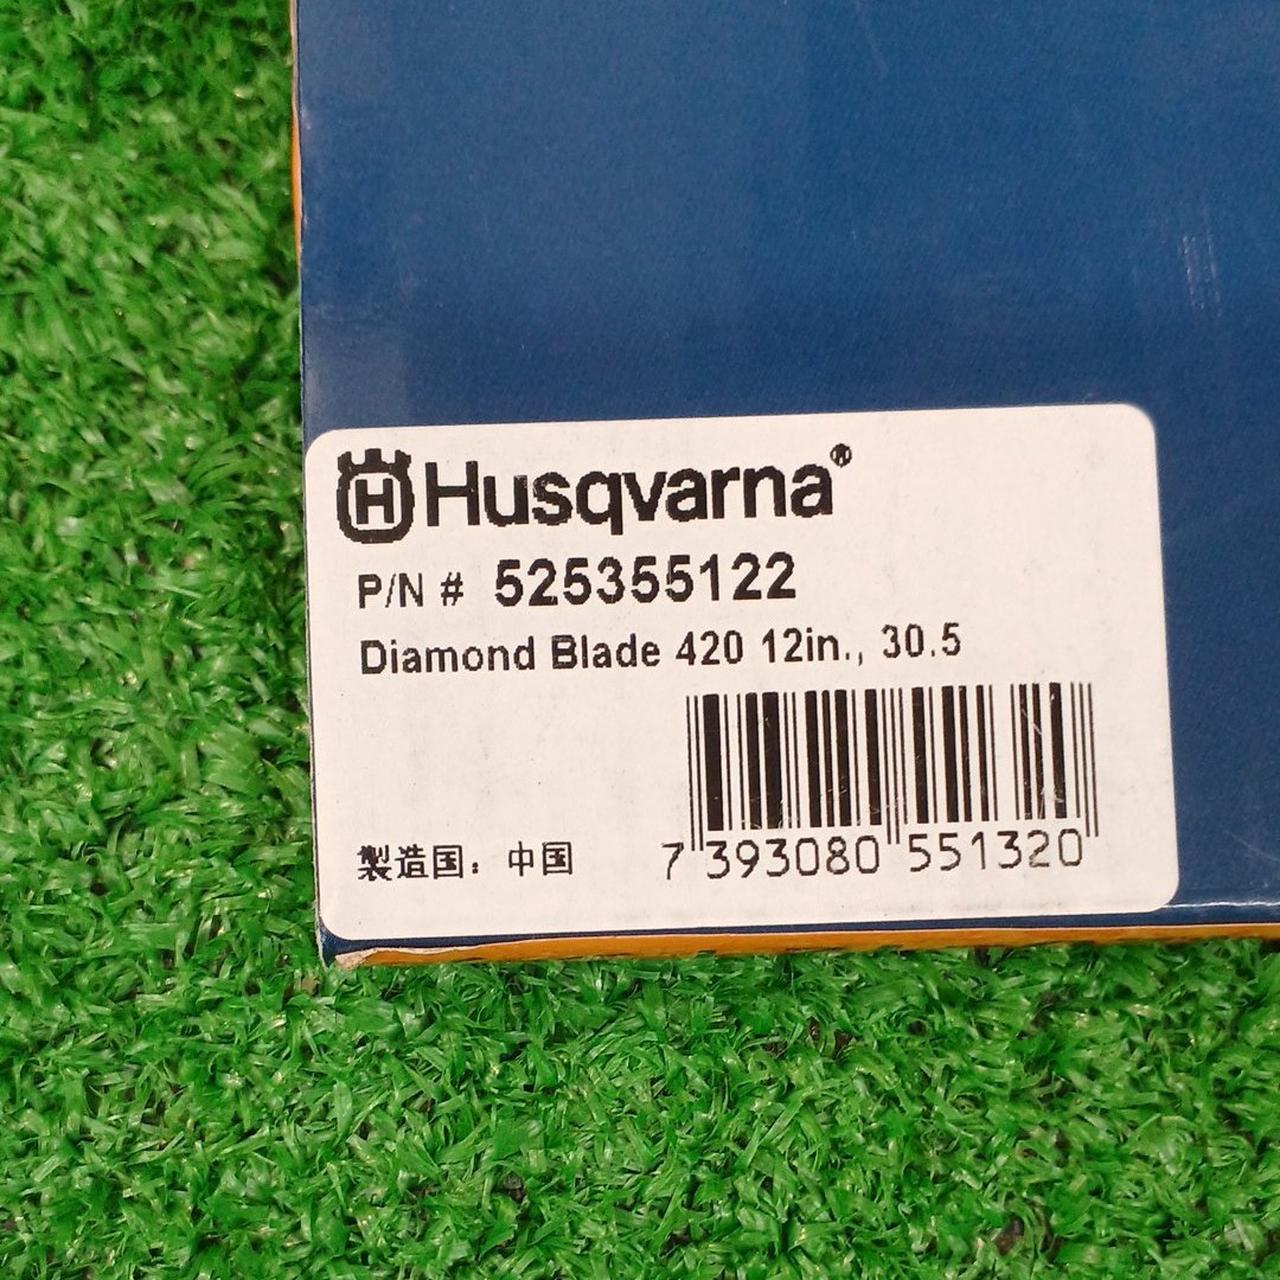 Husqvarna®
P/N # 525355122
Diamond Blade 420 12in., 30.5
製造国: 中国
7 393080 551320